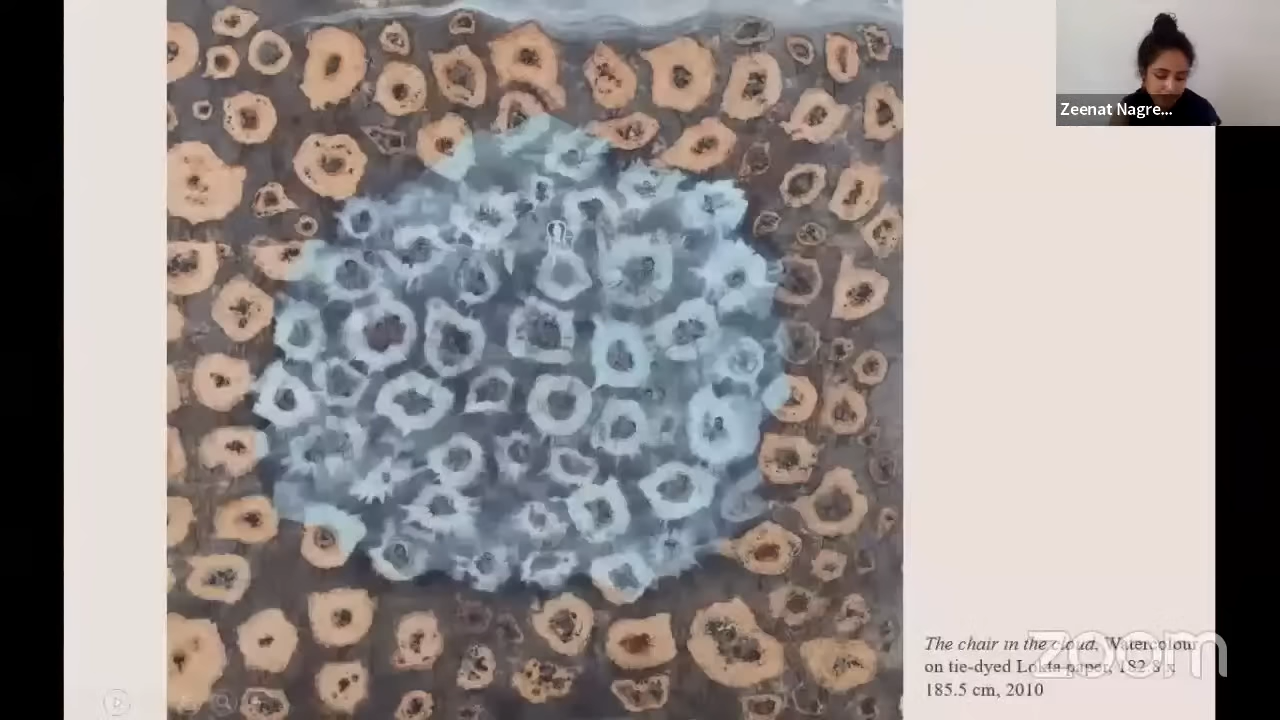 Zeenat Nagre...
The chair in the cloud, Watercolour
on tie-dyed Lokta paper, 182.8 x
185.5 cm, 2010
zoom